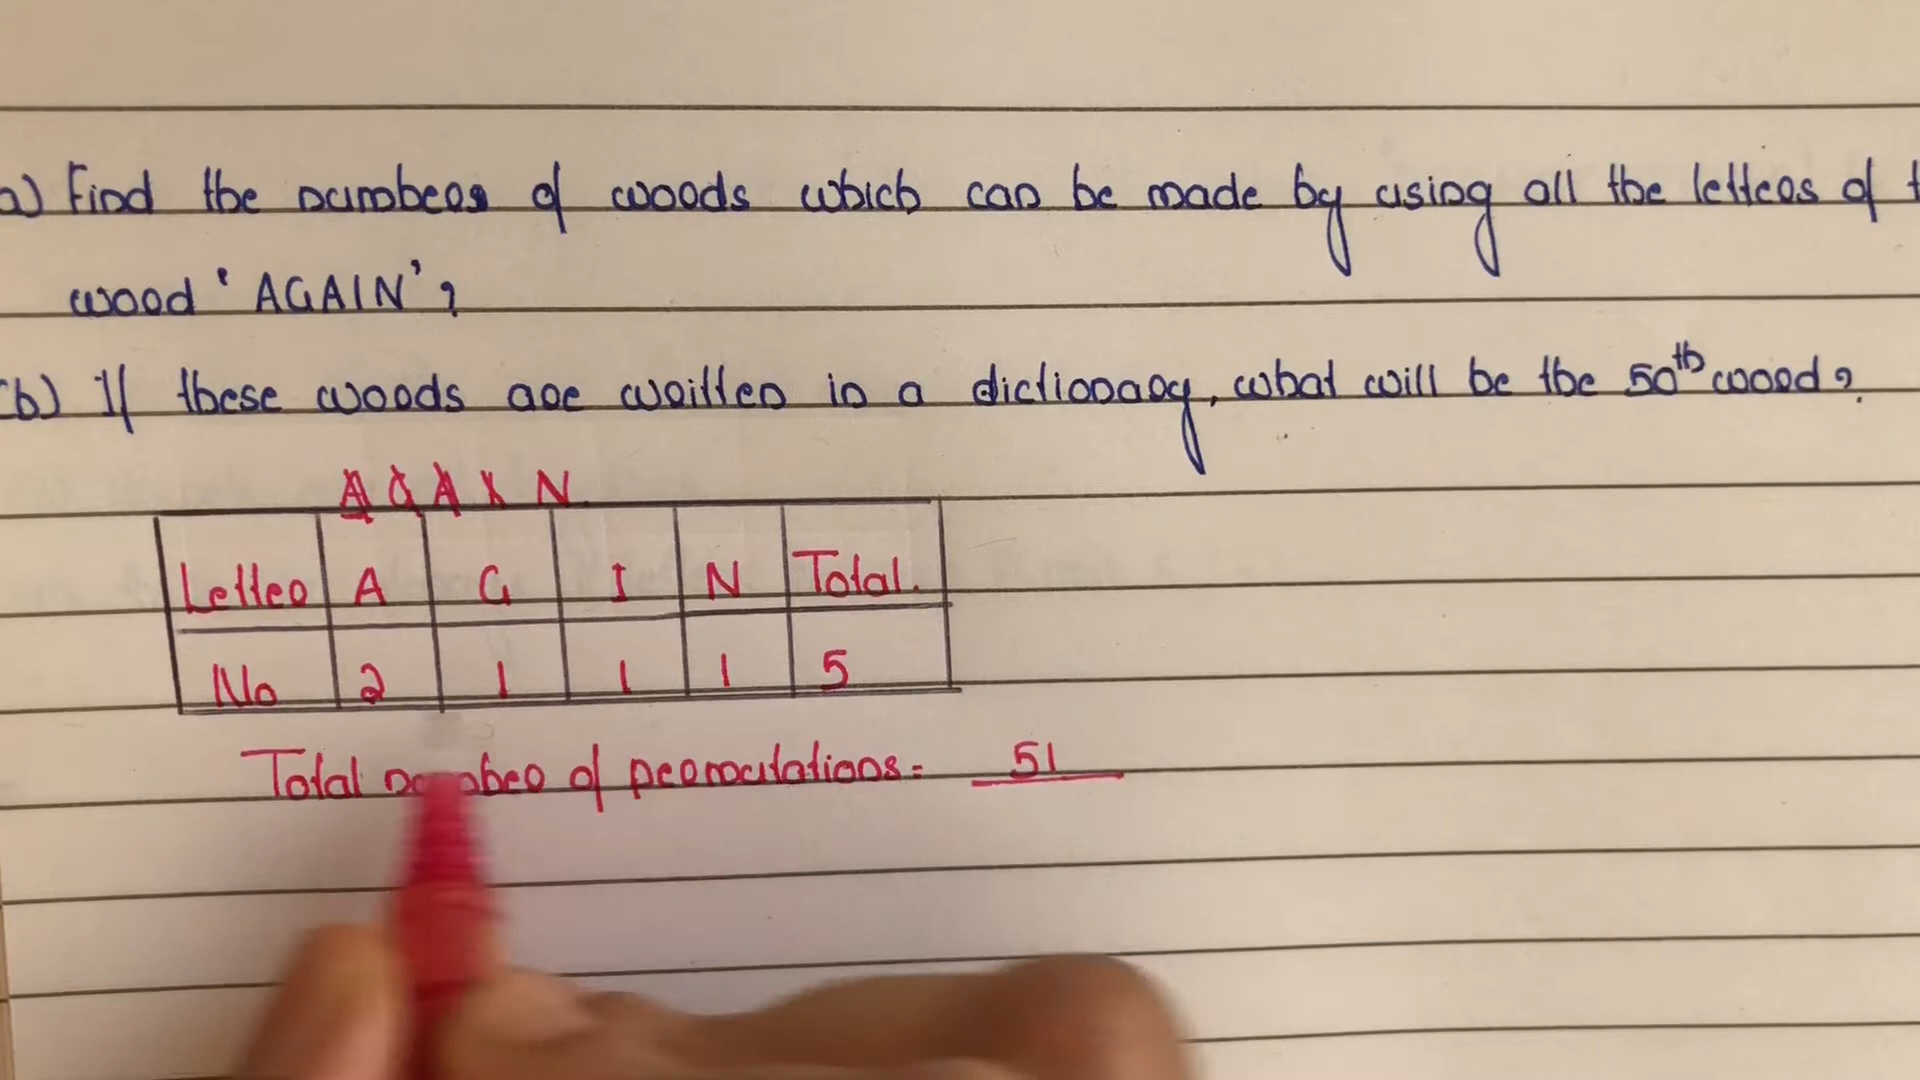 a) Find the numbers of words which can be made by using all the letters of t
word 'AGAIN'?
(b) If these words are written in a dictionary, what will be the 50th word?
A G A I N
Letter A G I N Total.
No 2 1 1 1 5
Total number of permutations = 5!